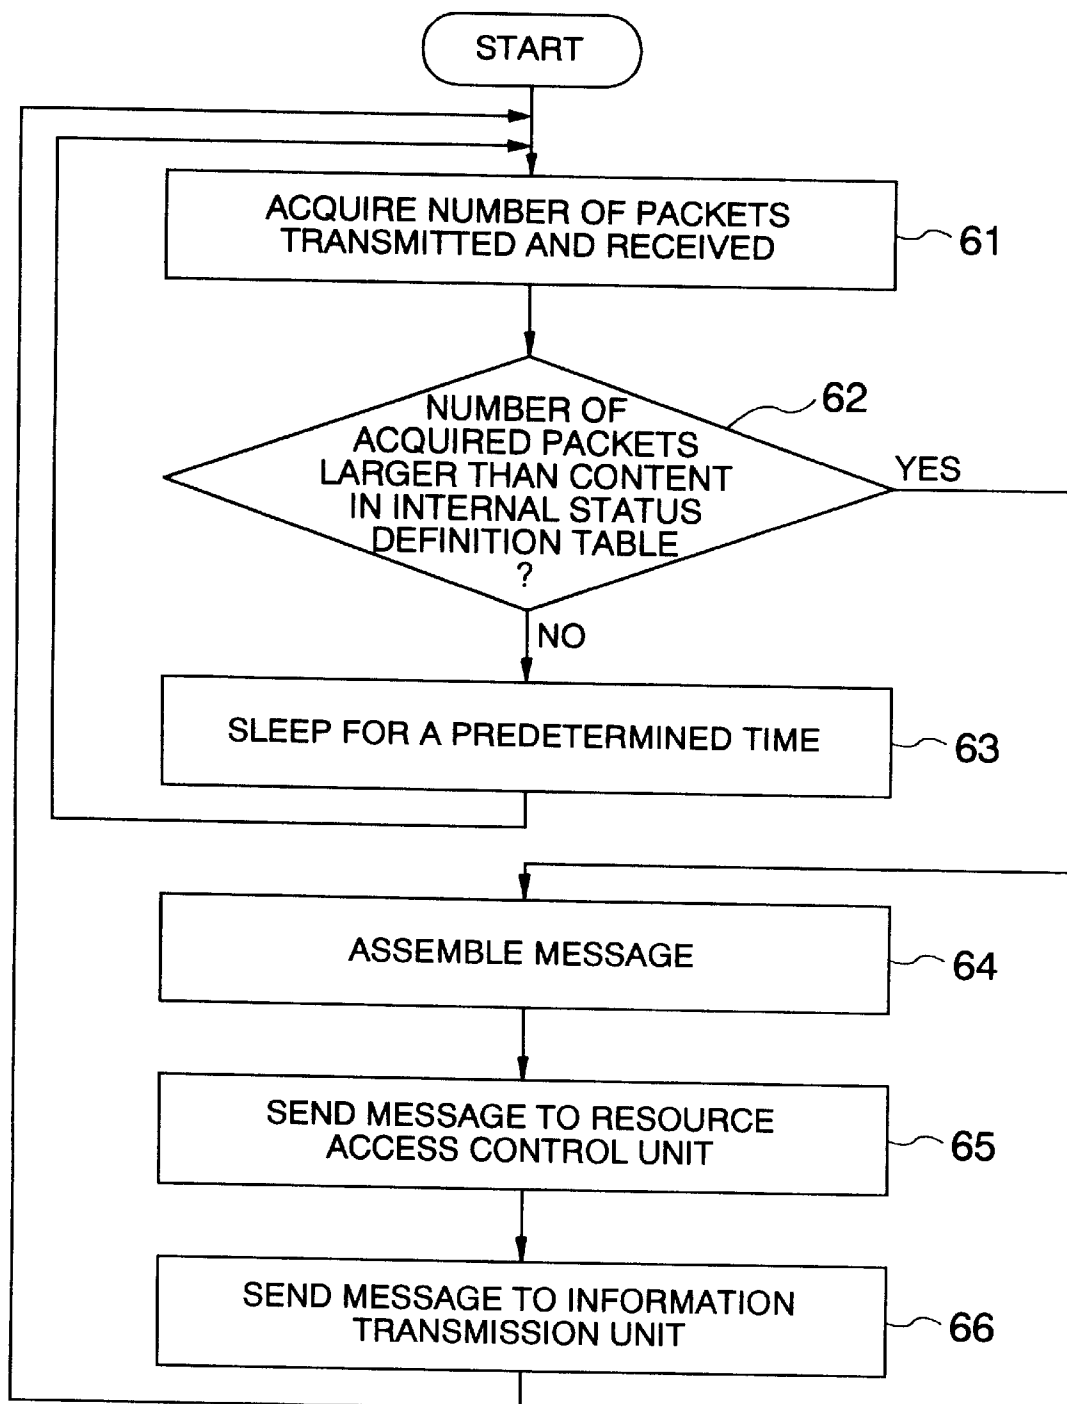 START
ACQUIRE NUMBER OF PACKETS
TRANSMITTED AND RECEIVED
61
62
NUMBER OF
ACQUIRED PACKETS
LARGER THAN CONTENT
IN INTERNAL STATUS
DEFINITION TABLE
?
YES
NO
SLEEP FOR A PREDETERMINED TIME
63
ASSEMBLE MESSAGE
64
SEND MESSAGE TO RESOURCE
ACCESS CONTROL UNIT
65
SEND MESSAGE TO INFORMATION
TRANSMISSION UNIT
66